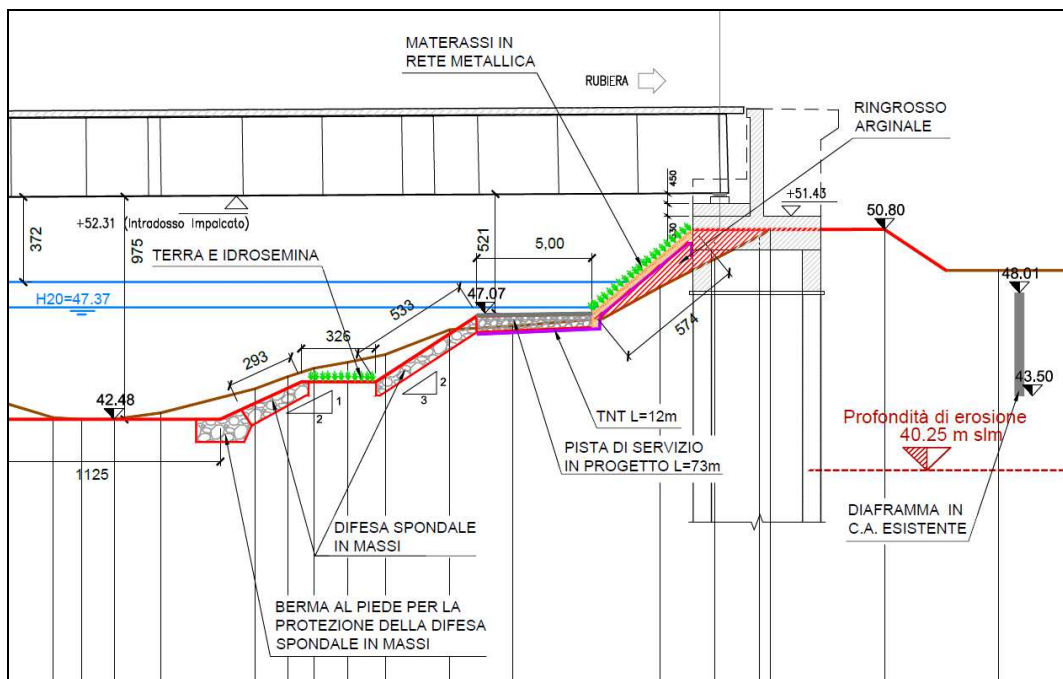 MATERASSI IN
RETE METALLICA
RUBIERA
RINGROSSO
ARGINALE
450
+51.43
50.80
+52.31 (Intradosso Impalcato)
372
975
521
5,00
TERRA E IDROSEMINA
H20=47.37
47.07
533
48.01
574
326
293
2
3
1
2
42.48
43.50
TNT L=12m
Profondità di erosione
40.25 m slm
PISTA DI SERVIZIO
IN PROGETTO L=73m
1125
DIFESA SPONDALE
IN MASSI
DIAFRAMMA IN
C.A. ESISTENTE
BERMA AL PIEDE PER LA
PROTEZIONE DELLA DIFESA
SPONDALE IN MASSI